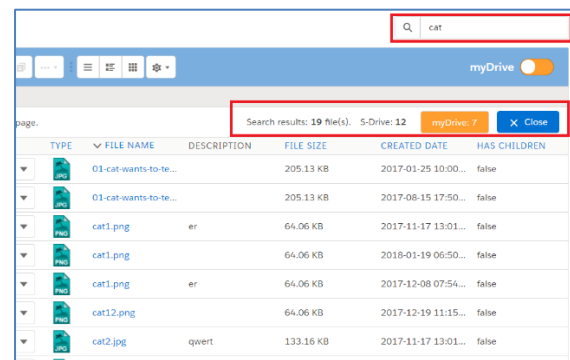 cat
myDrive
page.
Search results: 19 file(s). S-Drive: 12 myDrive: 7 X Close
TYPE FILE NAME DESCRIPTION FILE SIZE CREATED DATE HAS CHILDREN
JPG 01-cat-wants-to-te... 205.13 KB 2017-01-25 10:00... false
JPG 01-cat-wants-to-te... 205.13 KB 2017-08-15 17:50... false
PNG cat1.png er 64.06 KB 2017-11-17 13:01... false
PNG cat1.png 64.06 KB 2018-01-19 06:50... false
PNG cat1.png er 64.06 KB 2017-12-08 07:54... false
PNG cat12.png 64.06 KB 2017-12-19 11:15... false
JPG cat2.jpg qwert 133.16 KB 2017-11-17 13:01... false